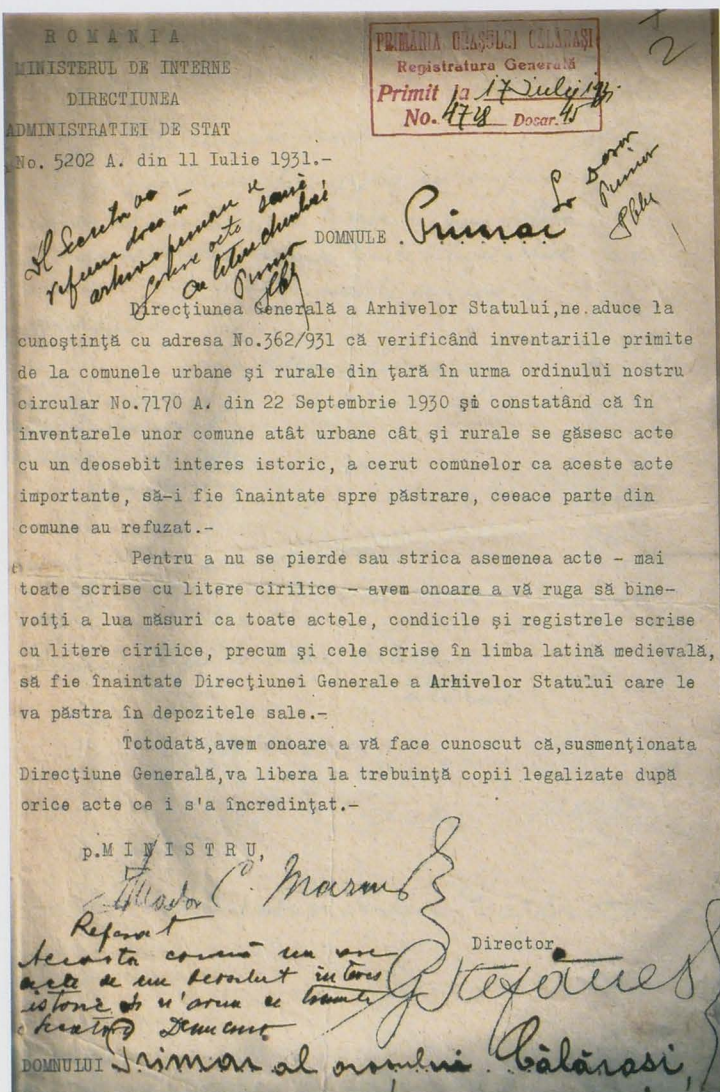 ROMANIA
MINISTERUL DE INTERNE
DIRECTIUNEA
ADMINISTRATIEI DE STAT
No. 5202 A. din 11 Iulie 1931.-
PRIMĂRIA ORAŞULUI CĂLĂRAŞI
Registratura Generală
Primit la 17 Iulie
No. 4728 Dosar. 45
2
Primar
DOMNULE Primar
Direcţiunea Generală a Arhivelor Statului,ne aduce la
cunoştinţă cu adresa No.362/931 că verificând inventariile primite
de la comunele urbane şi rurale din ţară în urma ordinului nostru
circular No.7170 A. din 22 Septembrie 1930 şi constatând că în
inventarele unor comune atât urbane cât şi rurale se găsesc acte
cu un deosebit interes istoric, a cerut comunelor ca aceste acte
importante, să-i fie înaintate spre păstrare, ceeace parte din
comune au refuzat.-
Pentru a nu se pierde sau strica asemenea acte - mai
toate scrise cu litere cirilice - avem onoare a vă ruga să bine-
voiţi a lua măsuri ca toate actele, condicile şi registrele scrise
cu litere cirilice, precum şi cele scrise în limba latină medievală,
să fie înaintate Direcţiunei Generale a Arhivelor Statului care le
va păstra în depozitele sale.-
Totodată,avem onoare a vă face cunoscut că,susmenţionata
Direcţiune Generală,va libera la trebuinţă copii legalizate după
orice acte ce i s'a încredinţat.-
p.MINISTRU,
Referat
acte de un deosebit interes
Director,
G Ştefănes
DOMNULUI Primar al oraşului Călăraşi,